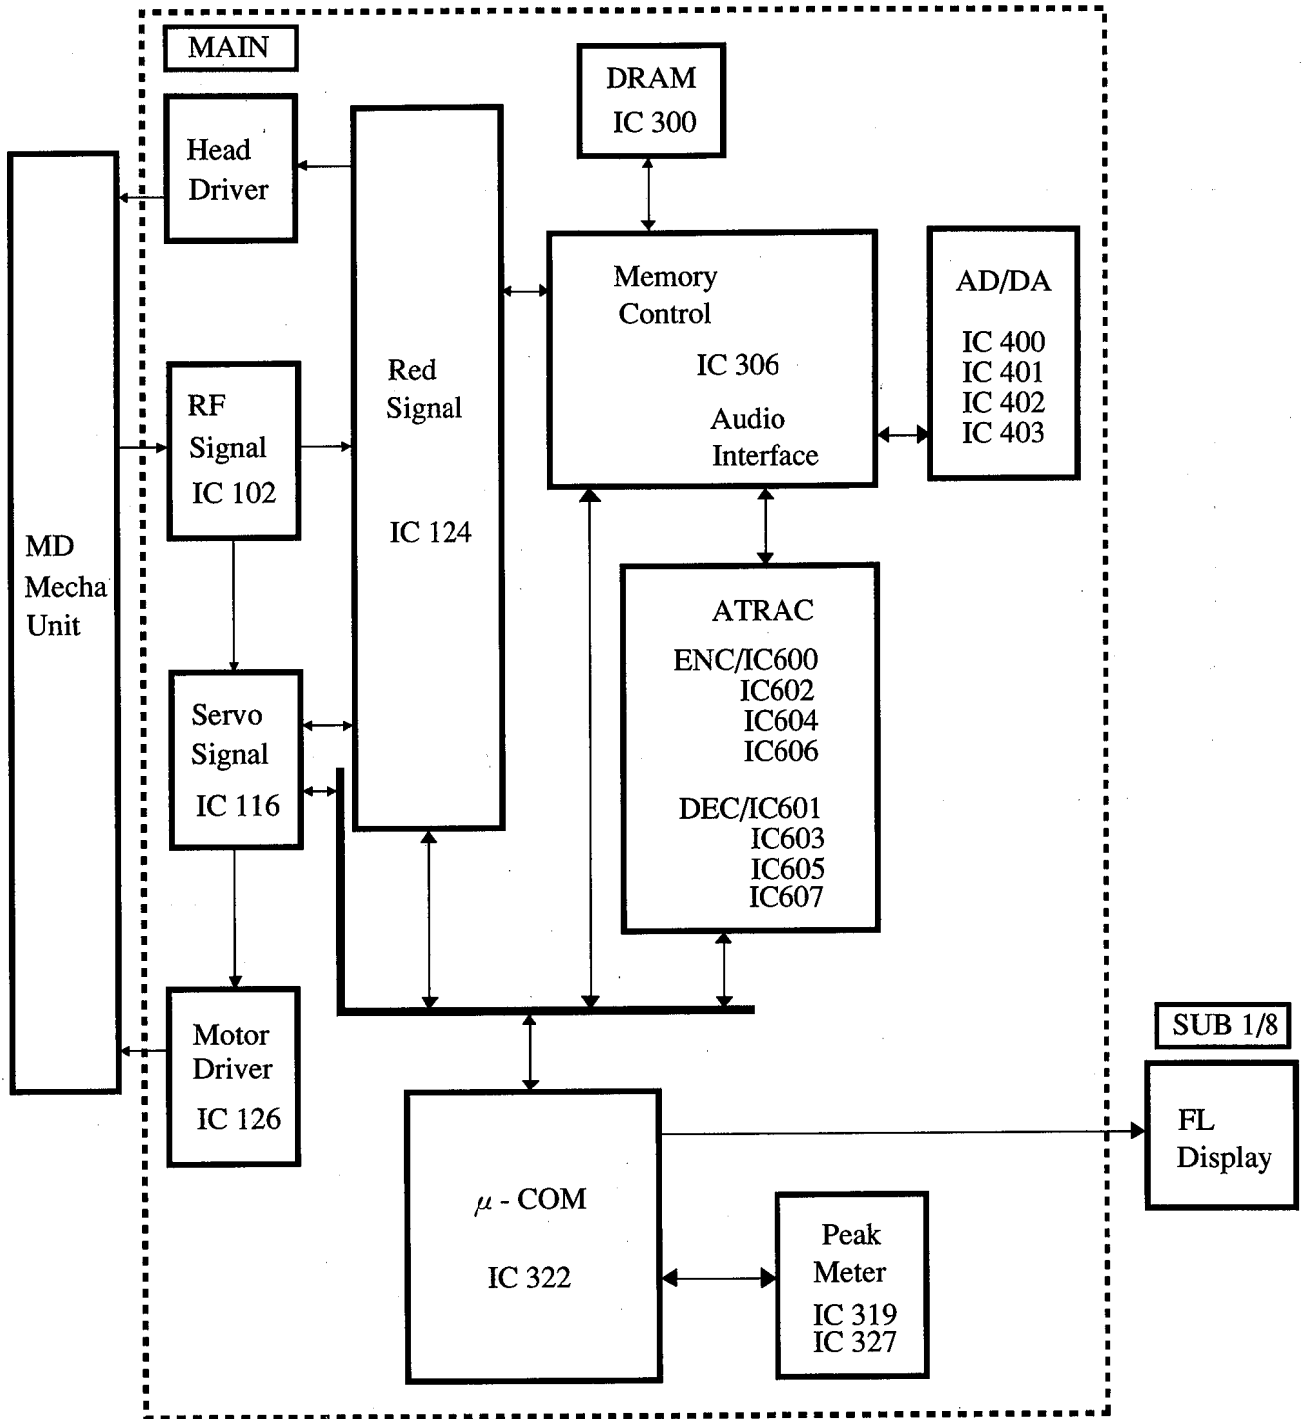 MAIN
DRAM
IC 300
Head
Driver
Memory
Control
IC 306
Audio
Interface
AD/DA
IC 400
IC 401
IC 402
IC 403
Red
Signal
IC 124
RF
Signal
IC 102
MD
Mecha
Unit
ATRAC
ENC/IC600
IC602
IC604
IC606
DEC/IC601
IC603
IC605
IC607
Servo
Signal
IC 116
Motor
Driver
IC 126
SUB 1/8
FL
Display
μ - COM
IC 322
Peak
Meter
IC 319
IC 327